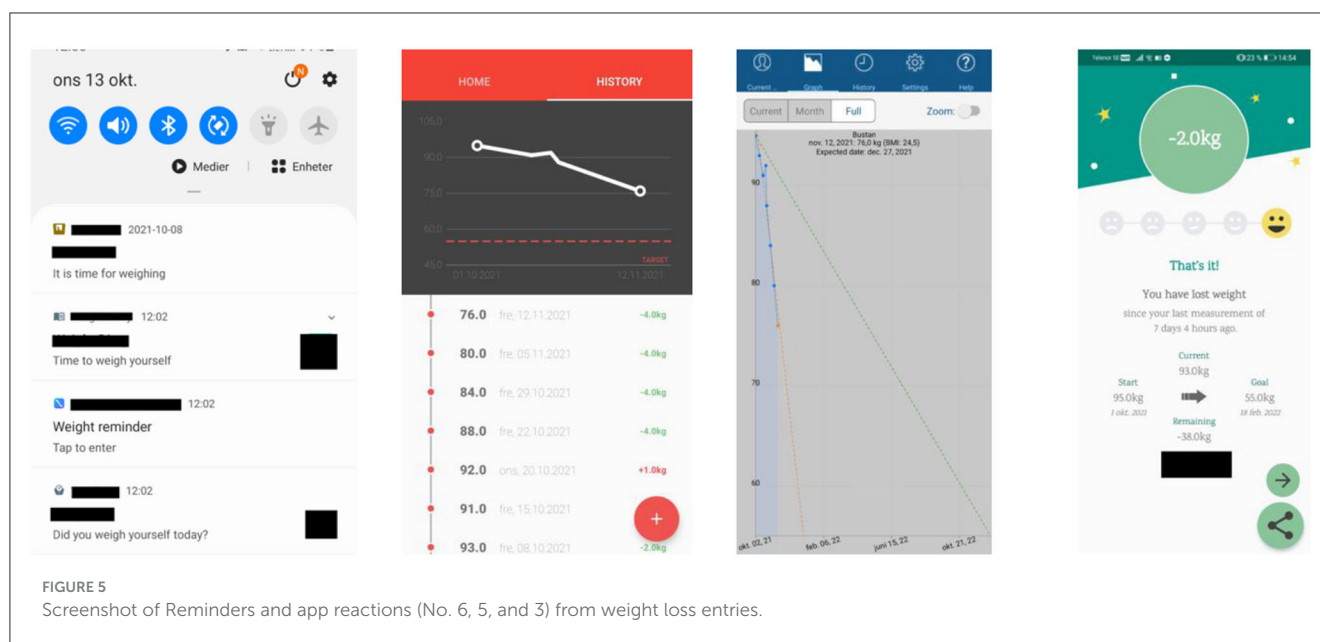 ons 13 okt.
N
Medier
Enheter
2021-10-08
It is time for weighing
12:02
Time to weigh yourself
12:02
Weight reminder
Tap to enter
12:02
Did you weigh yourself today?
HOME HISTORY
105.0
90.0
75.0
60.0
45.0
TARGET
01.10.2021 12.11.2021
76.0 fre, 12.11.2021 -4.0kg
80.0 fre, 05.11.2021 -4.0kg
84.0 fre, 29.10.2021 -4.0kg
88.0 fre, 22.10.2021 -4.0kg
92.0 ons, 20.10.2021 +1.0kg
91.0 fre, 15.10.2021
93.0 fre, 08.10.2021 -2.0kg
+
Current .. Graph History Settings Help
Current Month Full Zoom:
Bustan
nov. 12, 2021: 76,0 kg (BMI: 24,5)
Expected date: dec. 27, 2021
90
80
70
60
okt. 02, 21 feb. 06, 22 juni 15, 22 okt. 21, 22
Telenor SE 23 % 14:54
-2.0kg
That's it!
You have lost weight
since your last measurement of
7 days 4 hours ago.
Current
93.0kg
Start Goal
95.0kg 55.0kg
1 okt. 2021 18 feb. 2022
Remaining
-38.0kg
FIGURE 5
Screenshot of Reminders and app reactions (No. 6, 5, and 3) from weight loss entries.